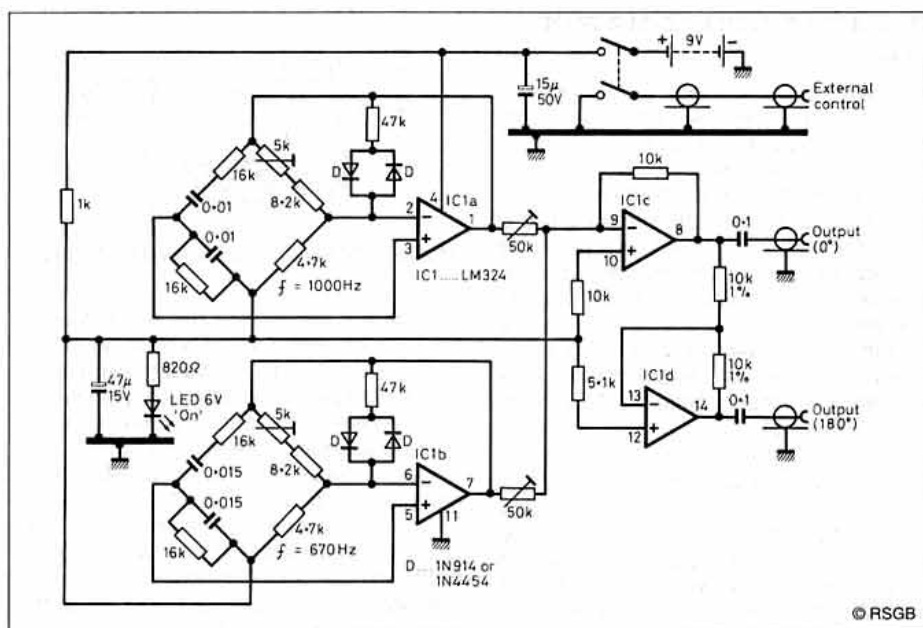 + 9V -
15µ
50V
External
control
47k
5k
16k
8·2k
D
D
IC1a
4
2
-
1
+
3
0·01
0·01
16k
4·7k
f = 1000Hz
IC1.....LM324
1k
50k
10k
IC1c
9
-
8
+
10
0·1
Output
(0°)
10k
10k
1%
5·1k
10k
1%
IC1d
13
-
14
+
12
0·1
Output
(180°)
47µ
15V
820Ω
LED 6V
'On'
47k
5k
16k
8·2k
D
D
IC1b
6
-
7
+
5
11
0·015
0·015
16k
4·7k
f = 670Hz
50k
D.....1N914 or
1N4454
© RSGB